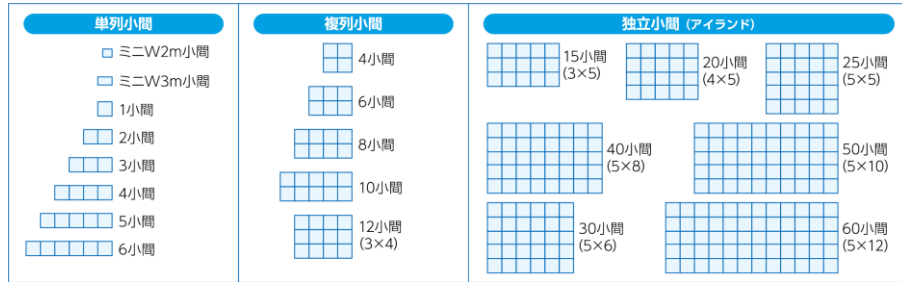 単列小間
ミニW2m小間
ミニW3m小間
1小間
2小間
3小間
4小間
5小間
6小間
複列小間
4小間
6小間
8小間
10小間
12小間
(3×4)
独立小間（アイランド）
15小間
(3×5)
20小間
(4×5)
25小間
(5×5)
40小間
(5×8)
50小間
(5×10)
30小間
(5×6)
60小間
(5×12)